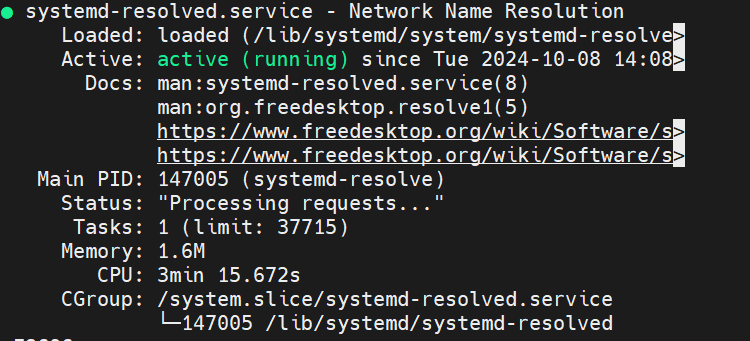 ● systemd-resolved.service - Network Name Resolution
Loaded: loaded (/lib/systemd/system/systemd-resolve>
Active: active (running) since Tue 2024-10-08 14:08>
Docs: man:systemd-resolved.service(8)
man:org.freedesktop.resolve1(5)
https://www.freedesktop.org/wiki/Software/s>
https://www.freedesktop.org/wiki/Software/s>
Main PID: 147005 (systemd-resolve)
Status: "Processing requests..."
Tasks: 1 (limit: 37715)
Memory: 1.6M
CPU: 3min 15.672s
CGroup: /system.slice/systemd-resolved.service
└─147005 /lib/systemd/systemd-resolved